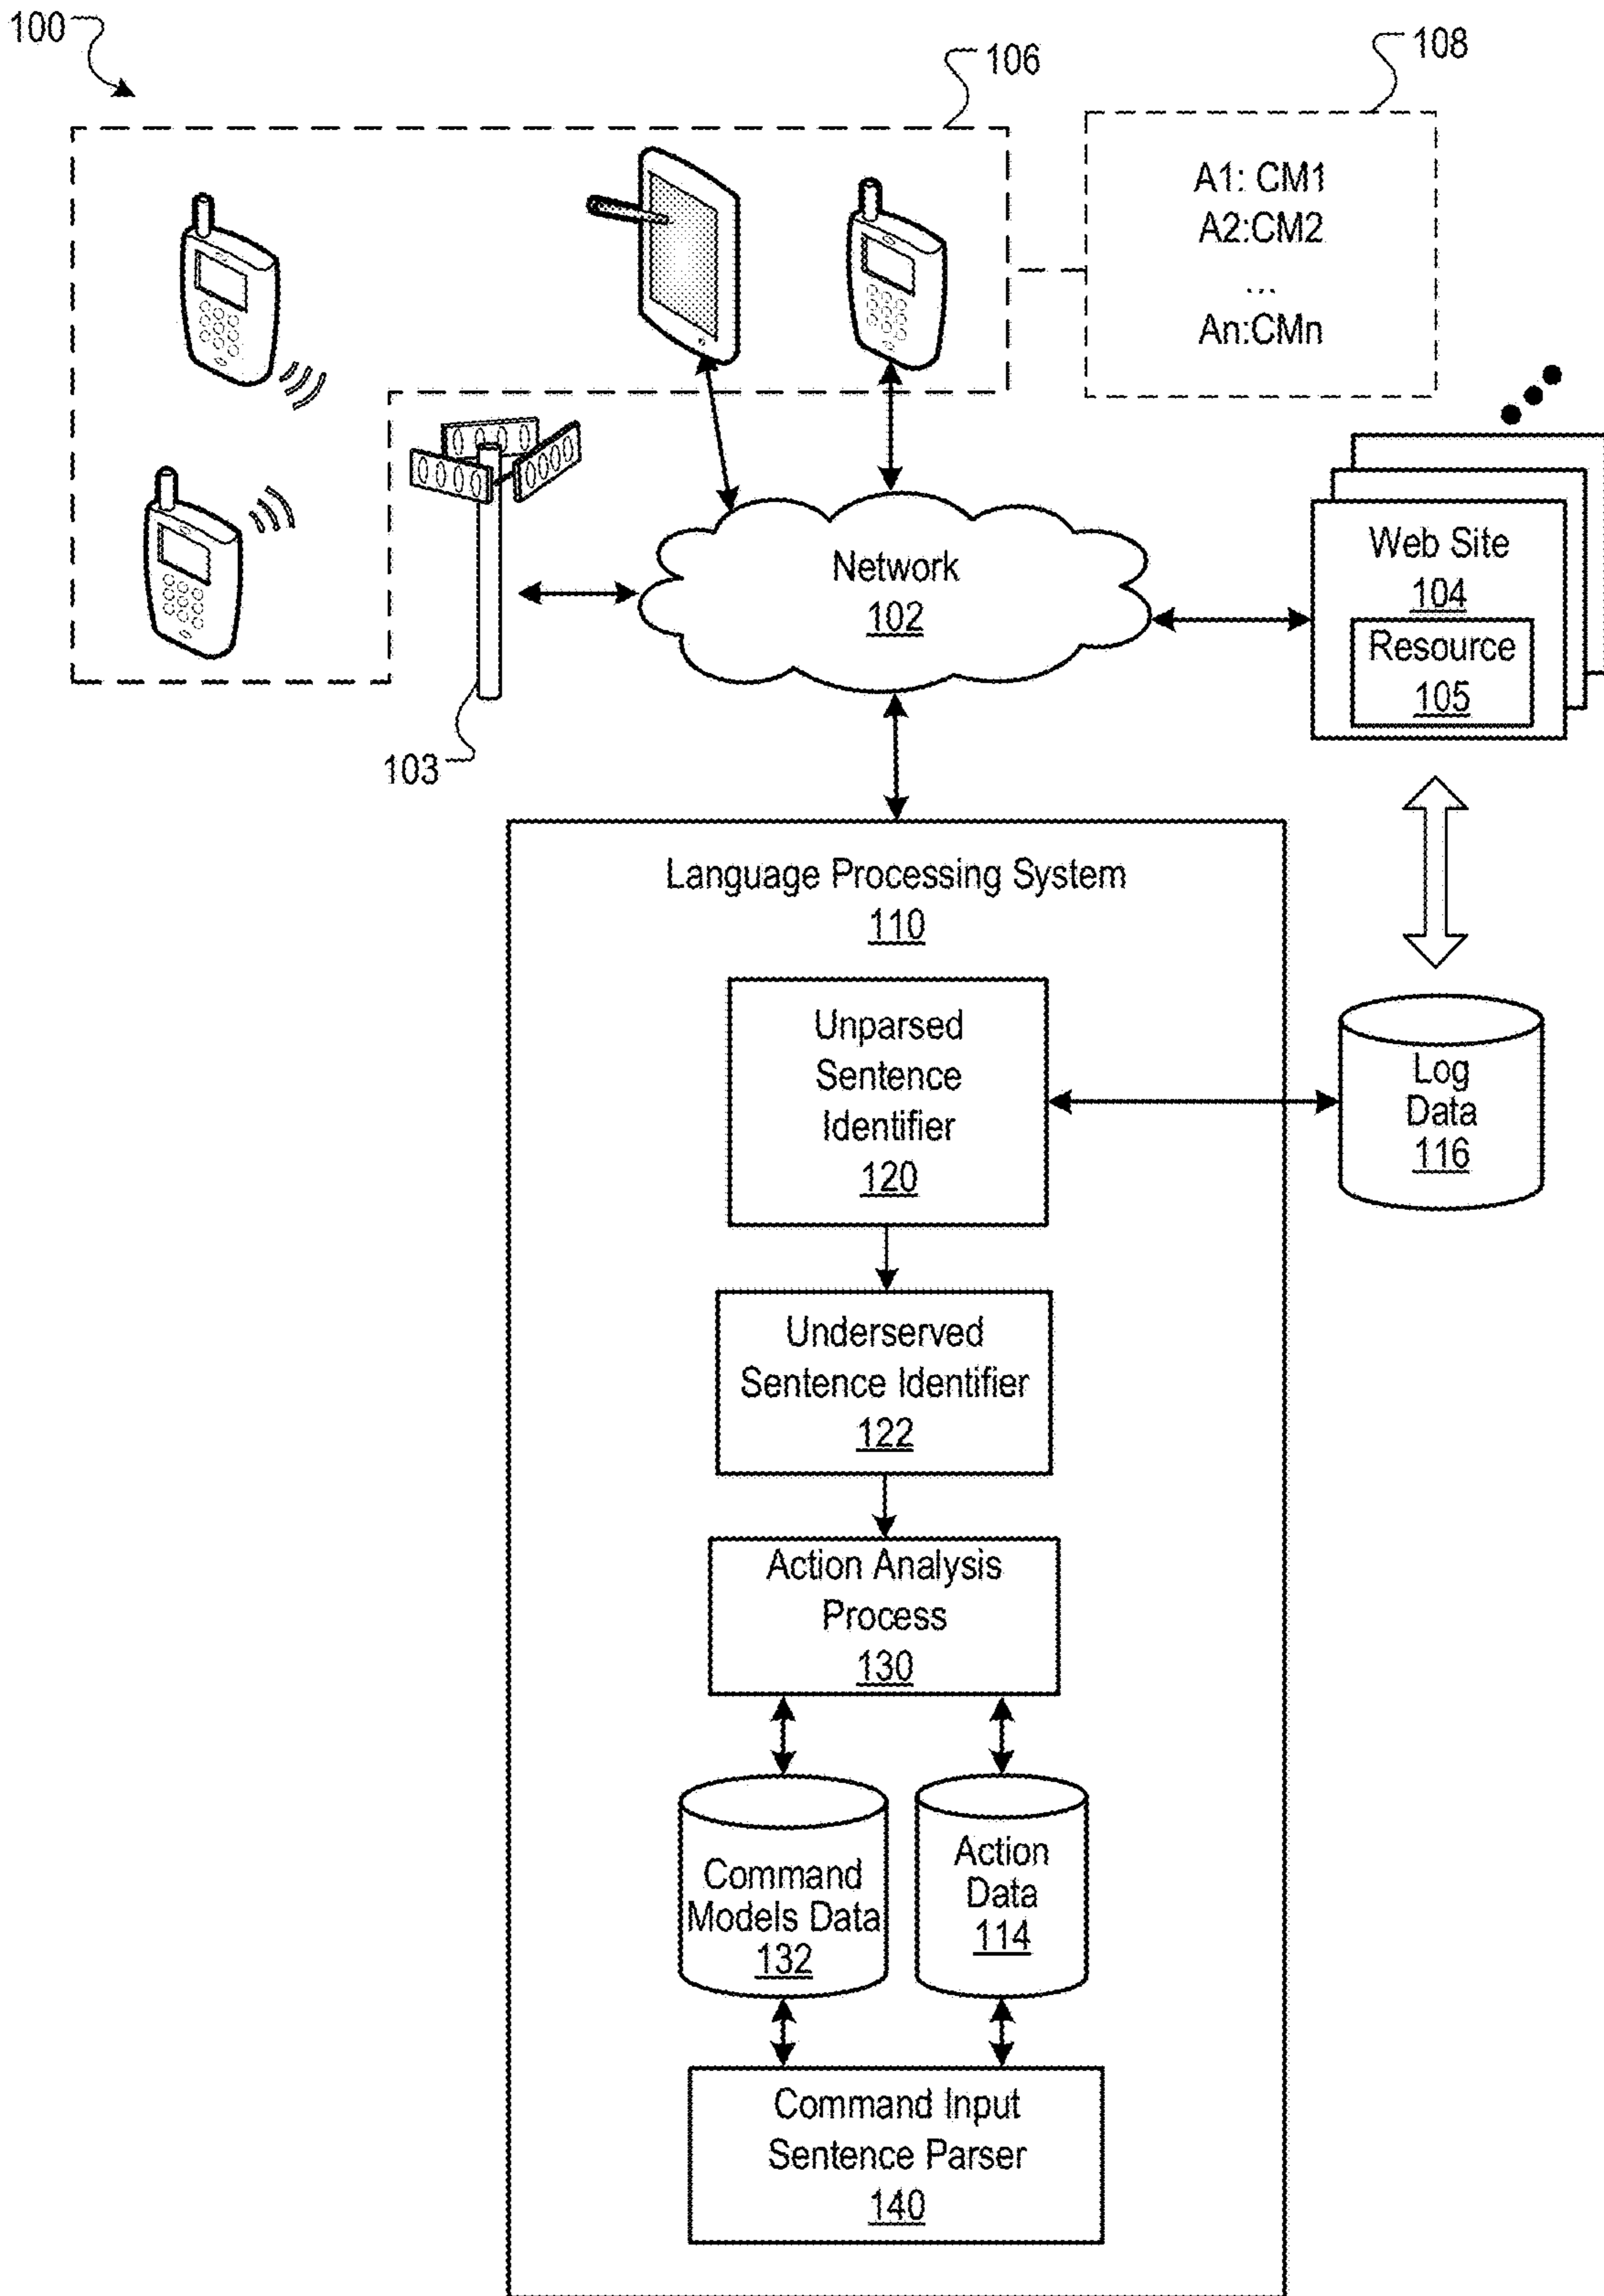 100
106
108
A1: CM1
A2:CM2
...
An:CMn
Network
102
Web Site
104
Resource
105
103
Language Processing System
110
Unparsed
Sentence
Identifier
120
Log
Data
116
Underserved
Sentence Identifier
122
Action Analysis
Process
130
Command
Models Data
132
Action
Data
114
Command Input
Sentence Parser
140